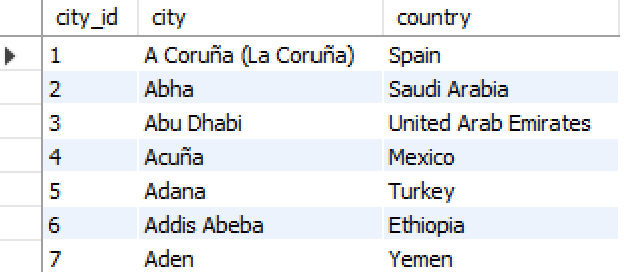 city_id city country
1 A Coruña (La Coruña) Spain
2 Abha Saudi Arabia
3 Abu Dhabi United Arab Emirates
4 Acuña Mexico
5 Adana Turkey
6 Addis Abeba Ethiopia
7 Aden Yemen